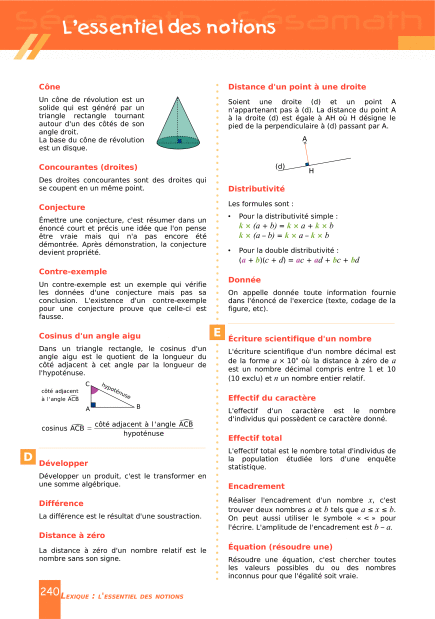 Sésamath Sésamath
L'essentiel des notions
Cône
Un cône de révolution est un
solide qui est généré par un
triangle rectangle tournant
autour d'un des côtés de son
angle droit.
La base du cône de révolution
est un disque.
Concourantes (droites)
Des droites concourantes sont des droites qui
se coupent en un même point.
Conjecture
Émettre une conjecture, c'est résumer dans un
énoncé court et précis une idée que l'on pense
être vraie mais qui n'a pas encore été
démontrée. Après démonstration, la conjecture
devient propriété.
Contre-exemple
Un contre-exemple est un exemple qui vérifie
les données d'une conjecture mais pas sa
conclusion. L'existence d'un contre-exemple
pour une conjecture prouve que celle-ci est
fausse.
Cosinus d'un angle aigu
Dans un triangle rectangle, le cosinus d'un
angle aigu est le quotient de la longueur du
côté adjacent à cet angle par la longueur de
l'hypoténuse.
C
hypoténuse
côté adjacent
à l'angle ACB
A
B
cosinus ACB = côté adjacent à l'angle ACB
hypoténuse
D
Développer
Développer un produit, c'est le transformer en
une somme algébrique.
Différence
La différence est le résultat d'une soustraction.
Distance à zéro
La distance à zéro d'un nombre relatif est le
nombre sans son signe.
Distance d'un point à une droite
Soient une droite (d) et un point A
n'appartenant pas à (d). La distance du point A
à la droite (d) est égale à AH où H désigne le
pied de la perpendiculaire à (d) passant par A.
A
(d)
H
Distributivité
Les formules sont :
• Pour la distributivité simple :
k × (a + b) = k × a + k × b
k × (a – b) = k × a – k × b
• Pour la double distributivité :
(a + b)(c + d) = ac + ad + bc + bd
Donnée
On appelle donnée toute information fournie
dans l'énoncé de l'exercice (texte, codage de la
figure, etc).
E
Écriture scientifique d'un nombre
L'écriture scientifique d'un nombre décimal est
de la forme a × 10ⁿ où la distance à zéro de a
est un nombre décimal compris entre 1 et 10
(10 exclu) et n un nombre entier relatif.
Effectif du caractère
L'effectif d'un caractère est le nombre
d'individus qui possèdent ce caractère donné.
Effectif total
L'effectif total est le nombre total d'individus de
la population étudiée lors d'une enquête
statistique.
Encadrement
Réaliser l'encadrement d'un nombre x, c'est
trouver deux nombres a et b tels que a ≤ x ≤ b.
On peut aussi utiliser le symbole « < » pour
l'écrire. L'amplitude de l'encadrement est b – a.
Équation (résoudre une)
Résoudre une équation, c'est chercher toutes
les valeurs possibles du ou des nombres
inconnus pour que l'égalité soit vraie.
240 LEXIQUE : L'ESSENTIEL DES NOTIONS